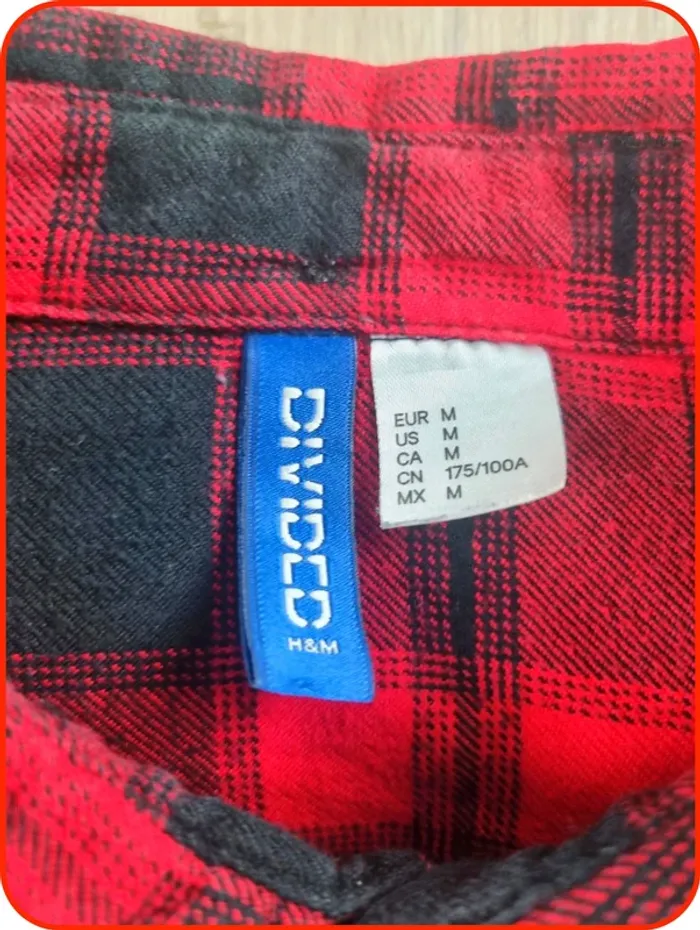 DIVIDED
H&M
EUR M
US M
CA M
CN 175/100A
MX M